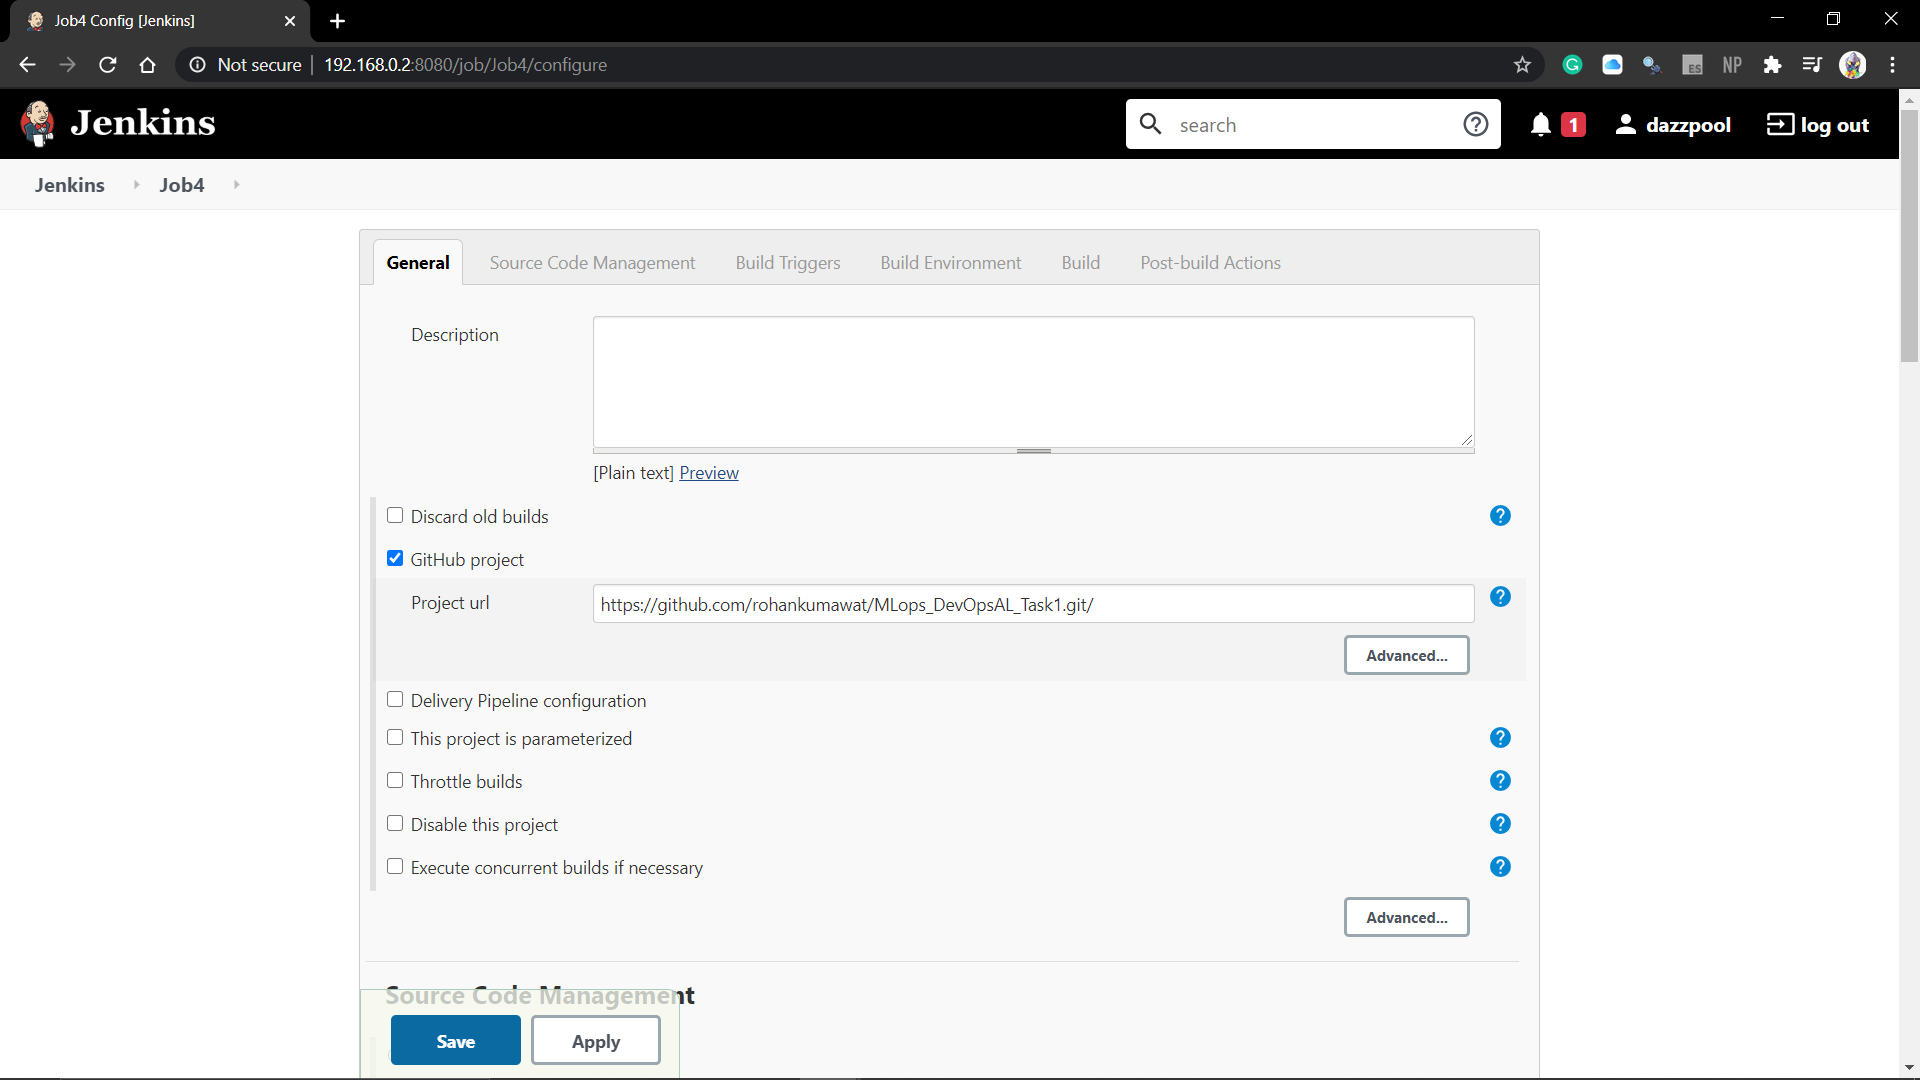 Job4 Config [Jenkins]
Not secure 192.168.0.2:8080/job/Job4/configure
ES NP
Jenkins
search
1
dazzpool
log out
Jenkins Job4
General Source Code Management Build Triggers Build Environment Build Post-build Actions
Description
[Plain text] Preview
Discard old builds ?
GitHub project
Project url https://github.com/rohankumawat/MLops_DevOpsAL_Task1.git/ ?
Advanced...
Delivery Pipeline configuration
This project is parameterized ?
Throttle builds ?
Disable this project ?
Execute concurrent builds if necessary ?
Advanced...
Source Code Management
Save Apply